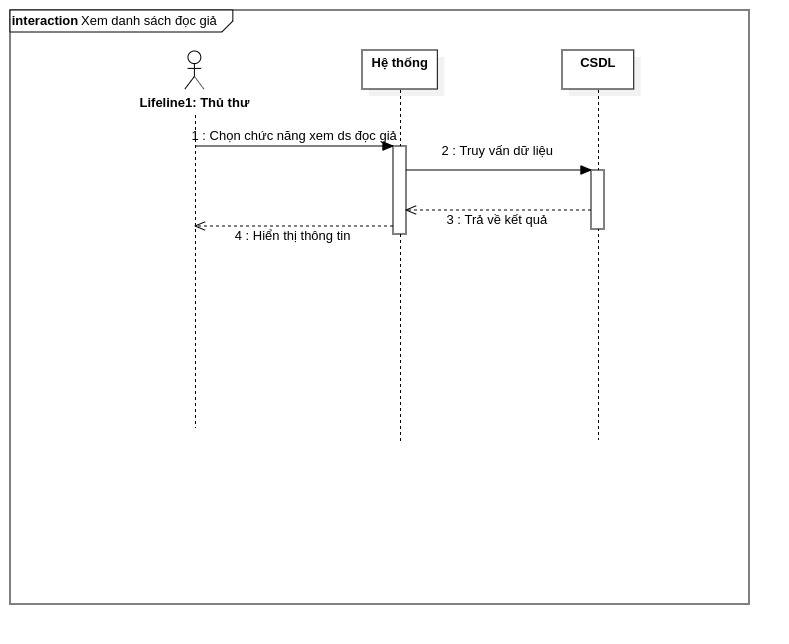 interaction Xem danh sách đọc giả
Hệ thống
CSDL
Lifeline1: Thủ thư
1 : Chọn chức năng xem ds đọc giả
2 : Truy vấn dữ liệu
3 : Trả về kết quả
4 : Hiển thị thông tin